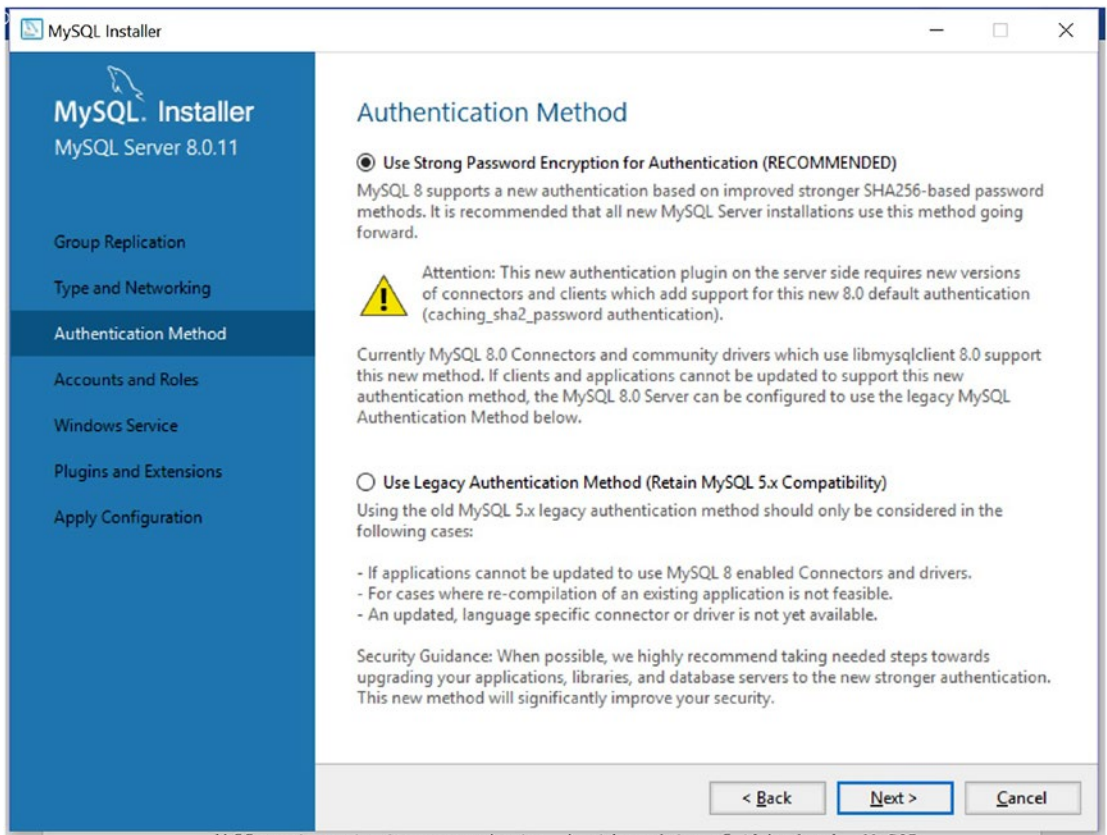 MySQL Installer
MySQL. Installer
MySQL Server 8.0.11
Group Replication
Type and Networking
Authentication Method
Accounts and Roles
Windows Service
Plugins and Extensions
Apply Configuration
Authentication Method
Use Strong Password Encryption for Authentication (RECOMMENDED)
MySQL 8 supports a new authentication based on improved stronger SHA256-based password
methods. It is recommended that all new MySQL Server installations use this method going
forward.
Attention: This new authentication plugin on the server side requires new versions
of connectors and clients which add support for this new 8.0 default authentication
(caching_sha2_password authentication).
Currently MySQL 8.0 Connectors and community drivers which use libmysqlclient 8.0 support
this new method. If clients and applications cannot be updated to support this new
authentication method, the MySQL 8.0 Server can be configured to use the legacy MySQL
Authentication Method below.
Use Legacy Authentication Method (Retain MySQL 5.x Compatibility)
Using the old MySQL 5.x legacy authentication method should only be considered in the
following cases:
- If applications cannot be updated to use MySQL 8 enabled Connectors and drivers.
- For cases where re-compilation of an existing application is not feasible.
- An updated, language specific connector or driver is not yet available.
Security Guidance: When possible, we highly recommend taking needed steps towards
upgrading your applications, libraries, and database servers to the new stronger authentication.
This new method will significantly improve your security.
< Back
Next >
Cancel